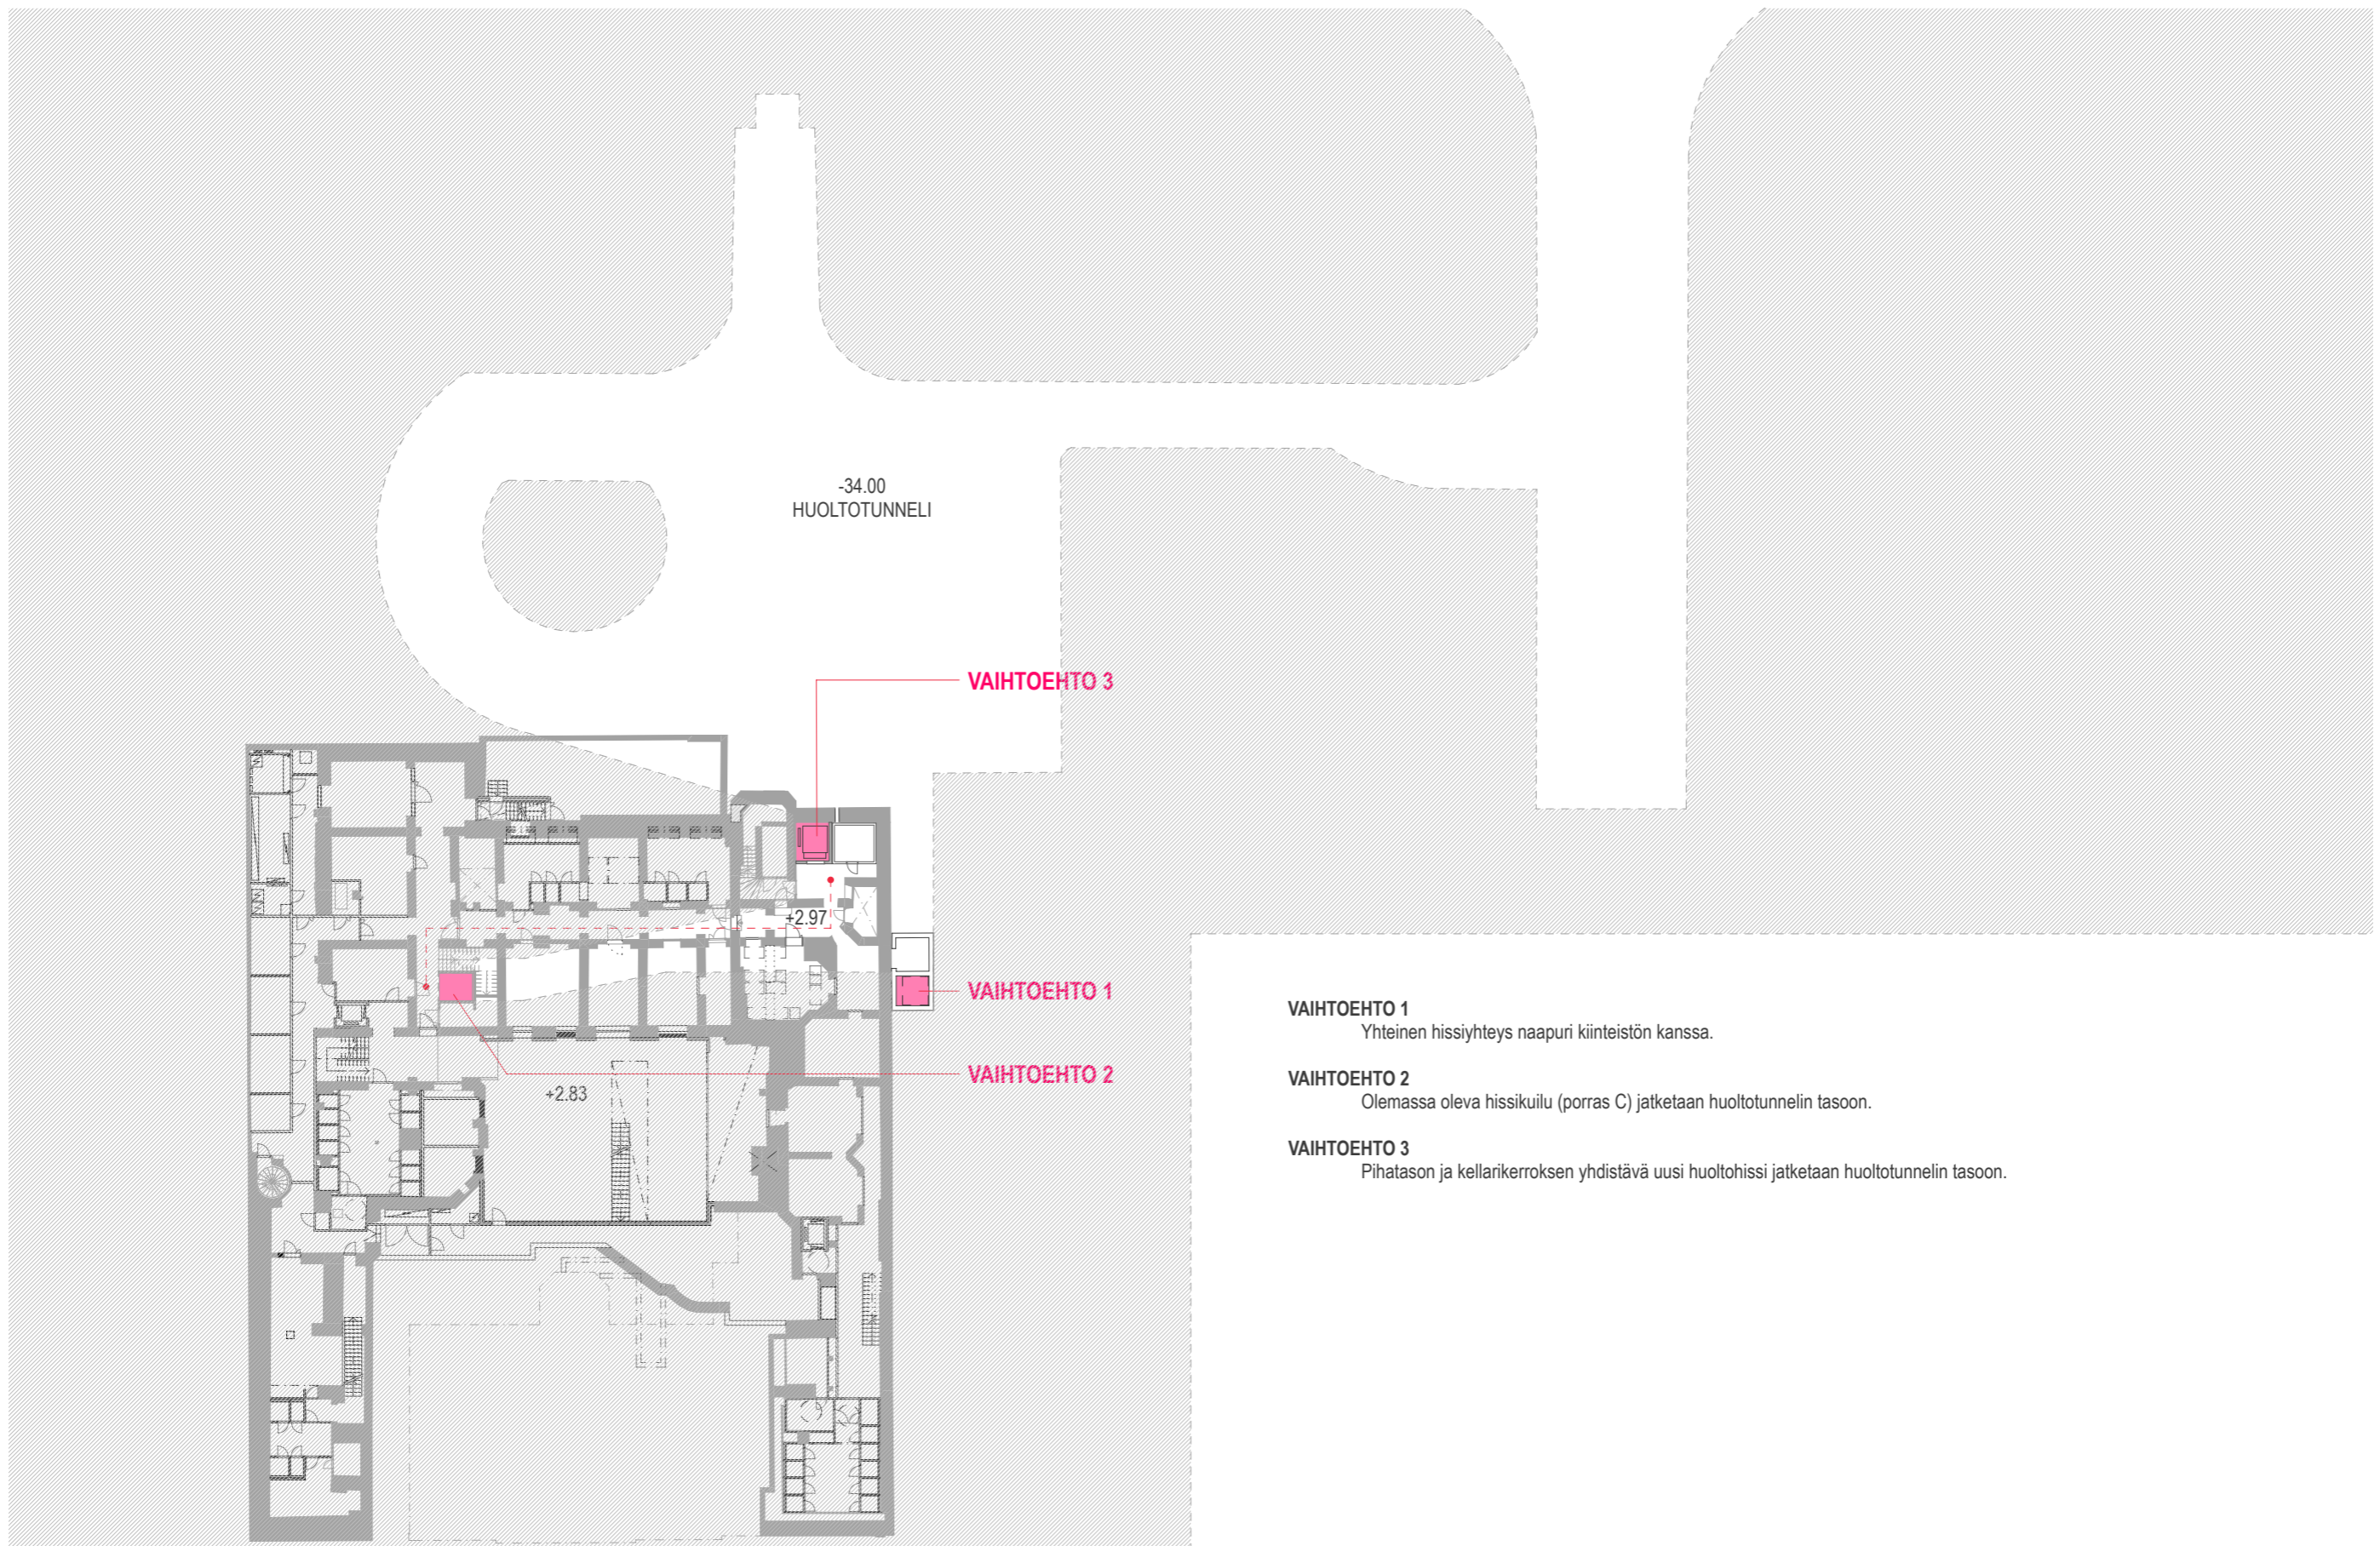 -34.00
HUOLTOTUNNELI
VAIHTOEHTO 3
+2.97
VAIHTOEHTO 1
VAIHTOEHTO 2
+2.83
VAIHTOEHTO 1
Yhteinen hissiyhteys naapuri kiinteistön kanssa.
VAIHTOEHTO 2
Olemassa oleva hissikuilu (porras C) jatketaan huoltotunnelin tasoon.
VAIHTOEHTO 3
Pihatason ja kellarikerroksen yhdistävä uusi huoltohissi jatketaan huoltotunnelin tasoon.